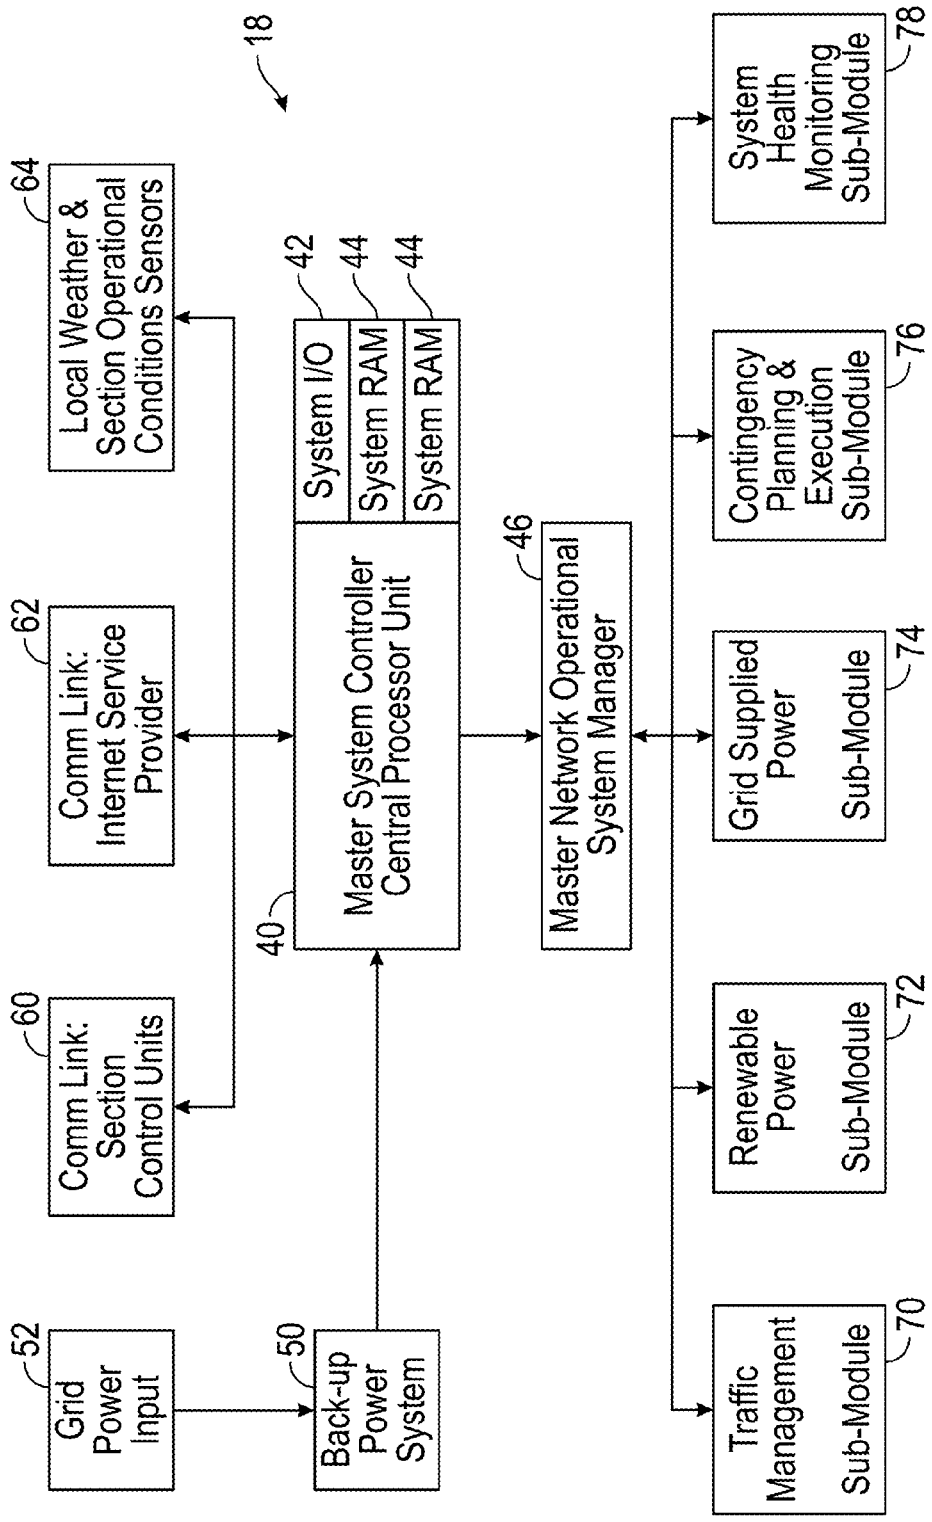 18
52
Grid
Power
Input
60
Comm Link:
Section
Control Units
62
Comm Link:
Internet Service
Provider
64
Local Weather &
Section Operational
Conditions Sensors
50
Back-up
Power
System
40
Master System Controller
Central Processor Unit
System I/O
42
System RAM
44
System RAM
44
46
Master Network Operational
System Manager
Traffic
Management
Sub-Module
70
Renewable
Power
Sub-Module
72
Grid Supplied
Power
Sub-Module
74
Contingency
Planning &
Execution
Sub-Module
76
System
Health
Monitoring
Sub-Module
78